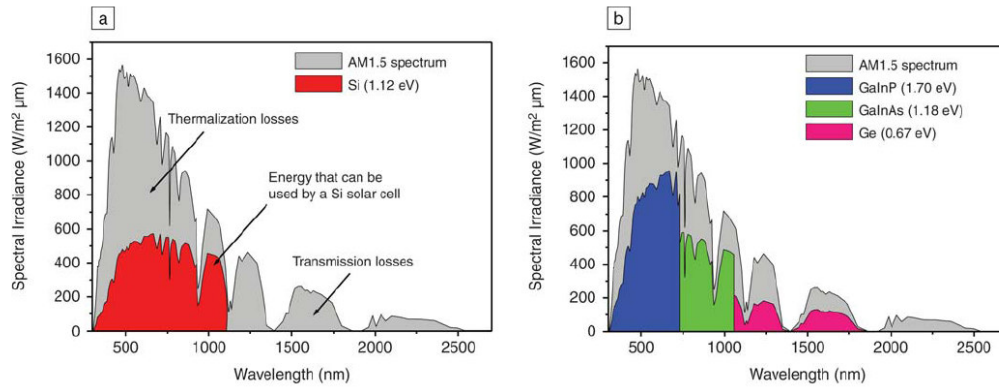 a
AM1.5 spectrum
Si (1.12 eV)
Thermalization losses
Energy that can be
used by a Si solar cell
Transmission losses
Spectral Irradiance (W/m² μm)
1600
1400
1200
1000
800
600
400
200
0
500 1000 1500 2000 2500
Wavelength (nm)
b
AM1.5 spectrum
GaInP (1.70 eV)
GaInAs (1.18 eV)
Ge (0.67 eV)
Spectral Irradiance (W/m² μm)
1600
1400
1200
1000
800
600
400
200
0
500 1000 1500 2000 2500
Wavelength (nm)